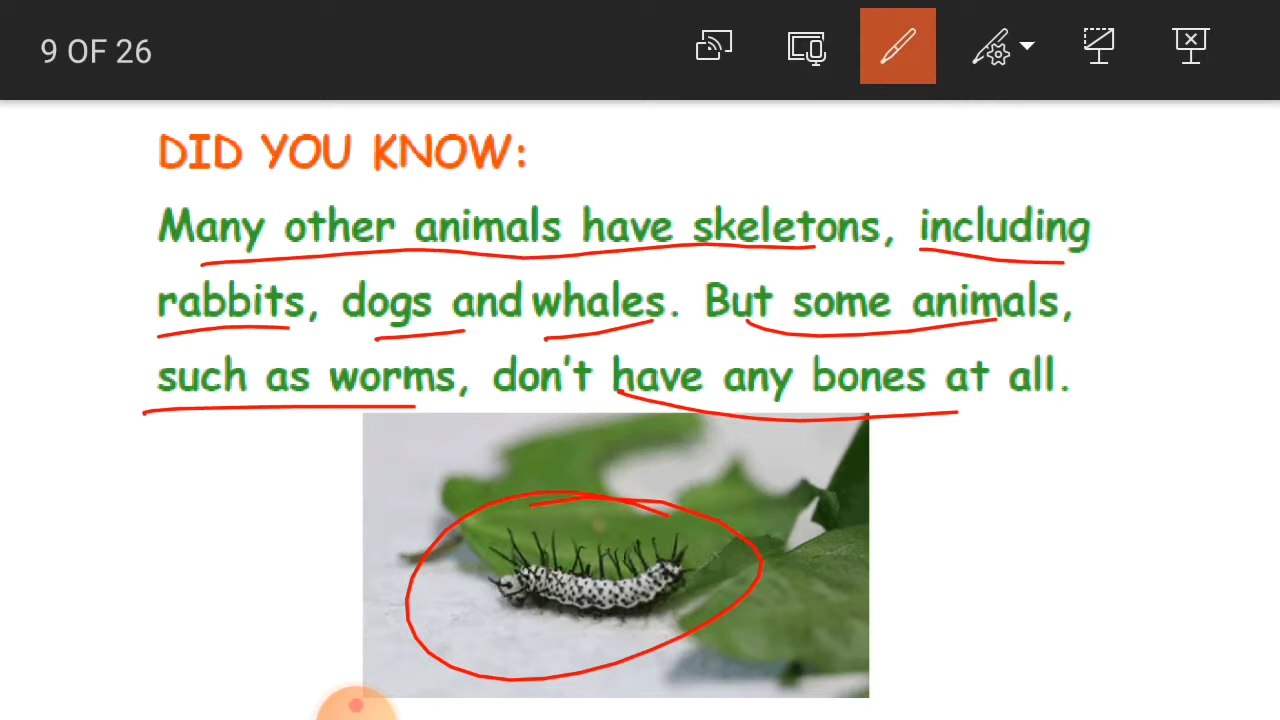 9 OF 26
DID YOU KNOW:
Many other animals have skeletons, including
rabbits, dogs and whales. But some animals,
such as worms, don't have any bones at all.